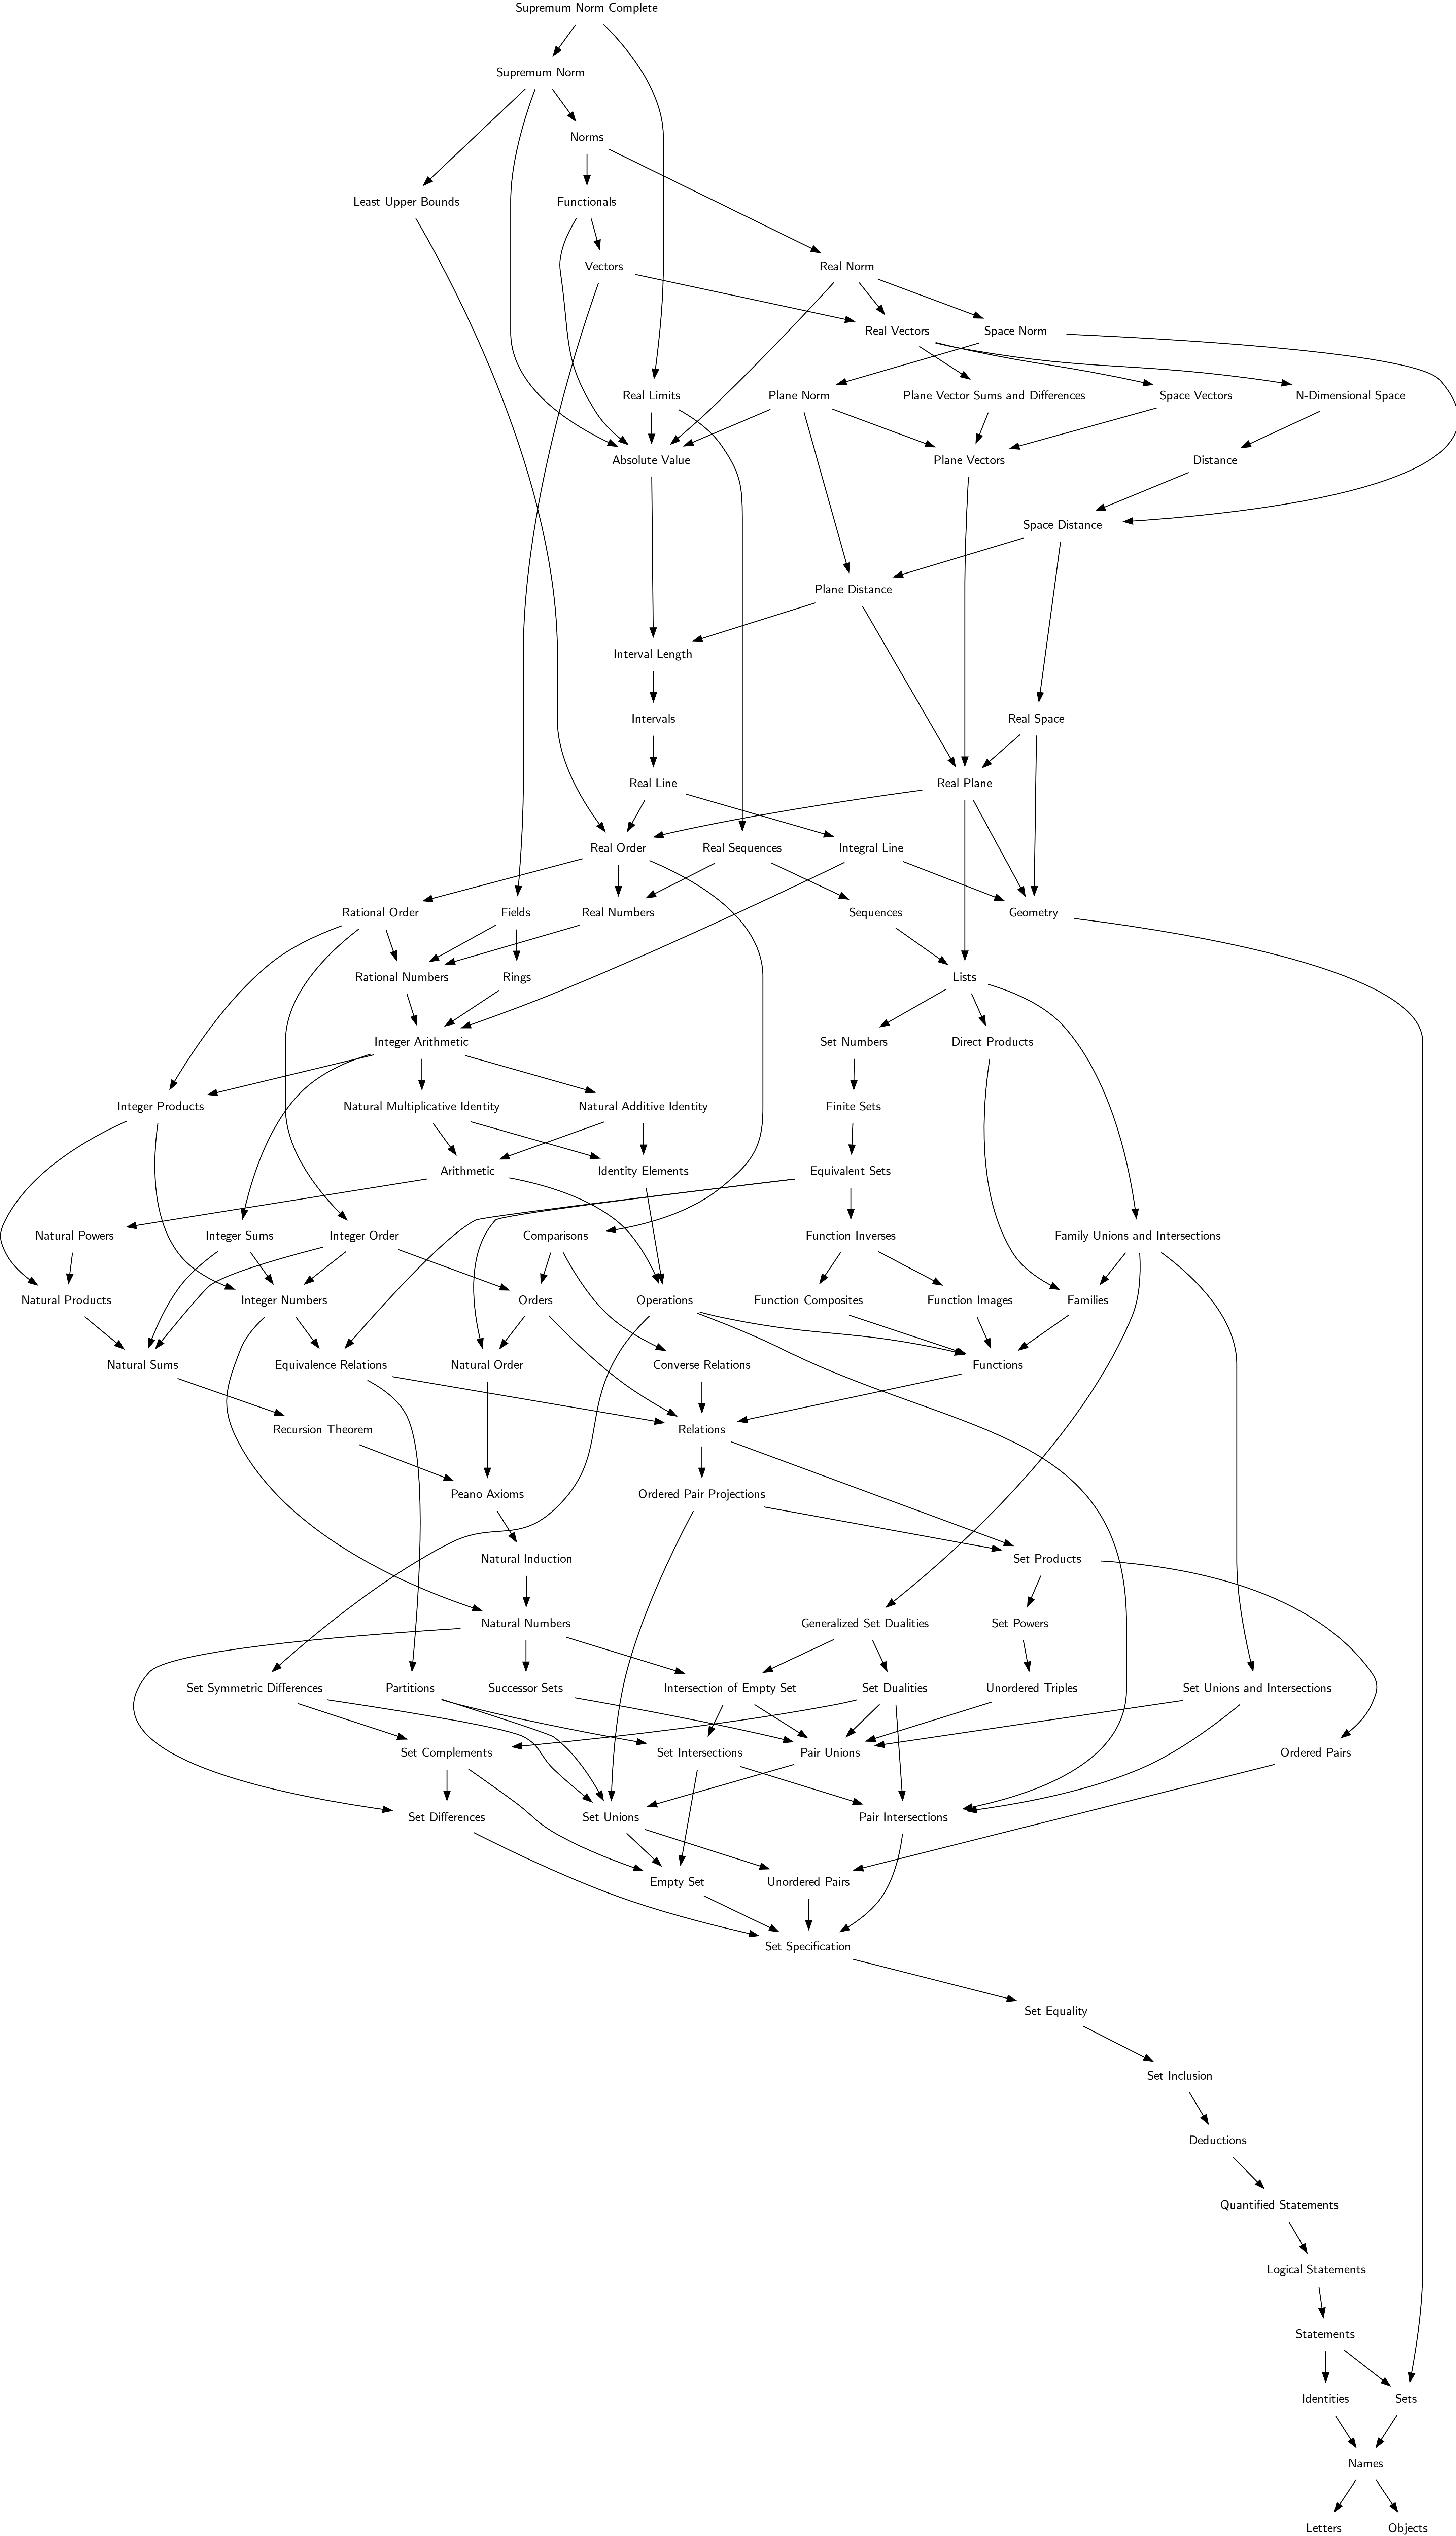 Supremum Norm Complete
Supremum Norm
Norms
Least Upper Bounds
Functionals
Vectors
Real Norm
Real Vectors
Space Norm
Real Limits
Plane Norm
Plane Vector Sums and Differences
Space Vectors
N-Dimensional Space
Absolute Value
Plane Vectors
Distance
Space Distance
Plane Distance
Interval Length
Intervals
Real Space
Real Line
Real Plane
Real Order
Real Sequences
Integral Line
Rational Order
Fields
Real Numbers
Sequences
Geometry
Rational Numbers
Rings
Lists
Integer Arithmetic
Set Numbers
Direct Products
Integer Products
Natural Multiplicative Identity
Natural Additive Identity
Finite Sets
Arithmetic
Identity Elements
Equivalent Sets
Natural Powers
Integer Sums
Integer Order
Comparisons
Function Inverses
Family Unions and Intersections
Natural Products
Integer Numbers
Orders
Operations
Function Composites
Function Images
Families
Natural Sums
Equivalence Relations
Natural Order
Converse Relations
Functions
Recursion Theorem
Relations
Peano Axioms
Ordered Pair Projections
Natural Induction
Set Products
Natural Numbers
Generalized Set Dualities
Set Powers
Set Symmetric Differences
Partitions
Successor Sets
Intersection of Empty Set
Set Dualities
Unordered Triples
Set Unions and Intersections
Set Complements
Set Intersections
Pair Unions
Ordered Pairs
Set Differences
Set Unions
Pair Intersections
Empty Set
Unordered Pairs
Set Specification
Set Equality
Set Inclusion
Deductions
Quantified Statements
Logical Statements
Statements
Identities
Sets
Names
Letters
Objects